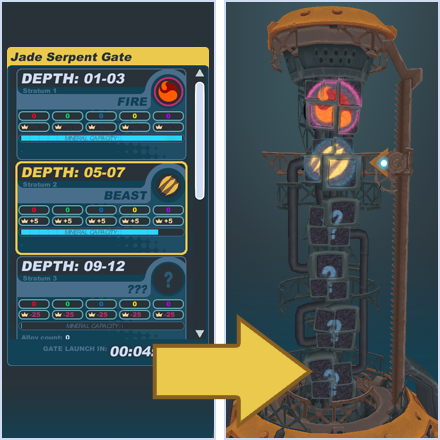 Jade Serpent Gate
DEPTH: 01-03
Stratum 1
FIRE
0 0 0 0 0
MINERAL CAPACITY
DEPTH: 05-07
Stratum 2
BEAST
0 0 0 0 0
+5 +5 +5 +5 +5
MINERAL CAPACITY
DEPTH: 09-12
Stratum 3
???
0 0 0 0 0
-25 -25 -25 -25 -25
MINERAL CAPACITY
Alloy count: 0
GATE LAUNCH IN: 00:04
?
?
?
?
?